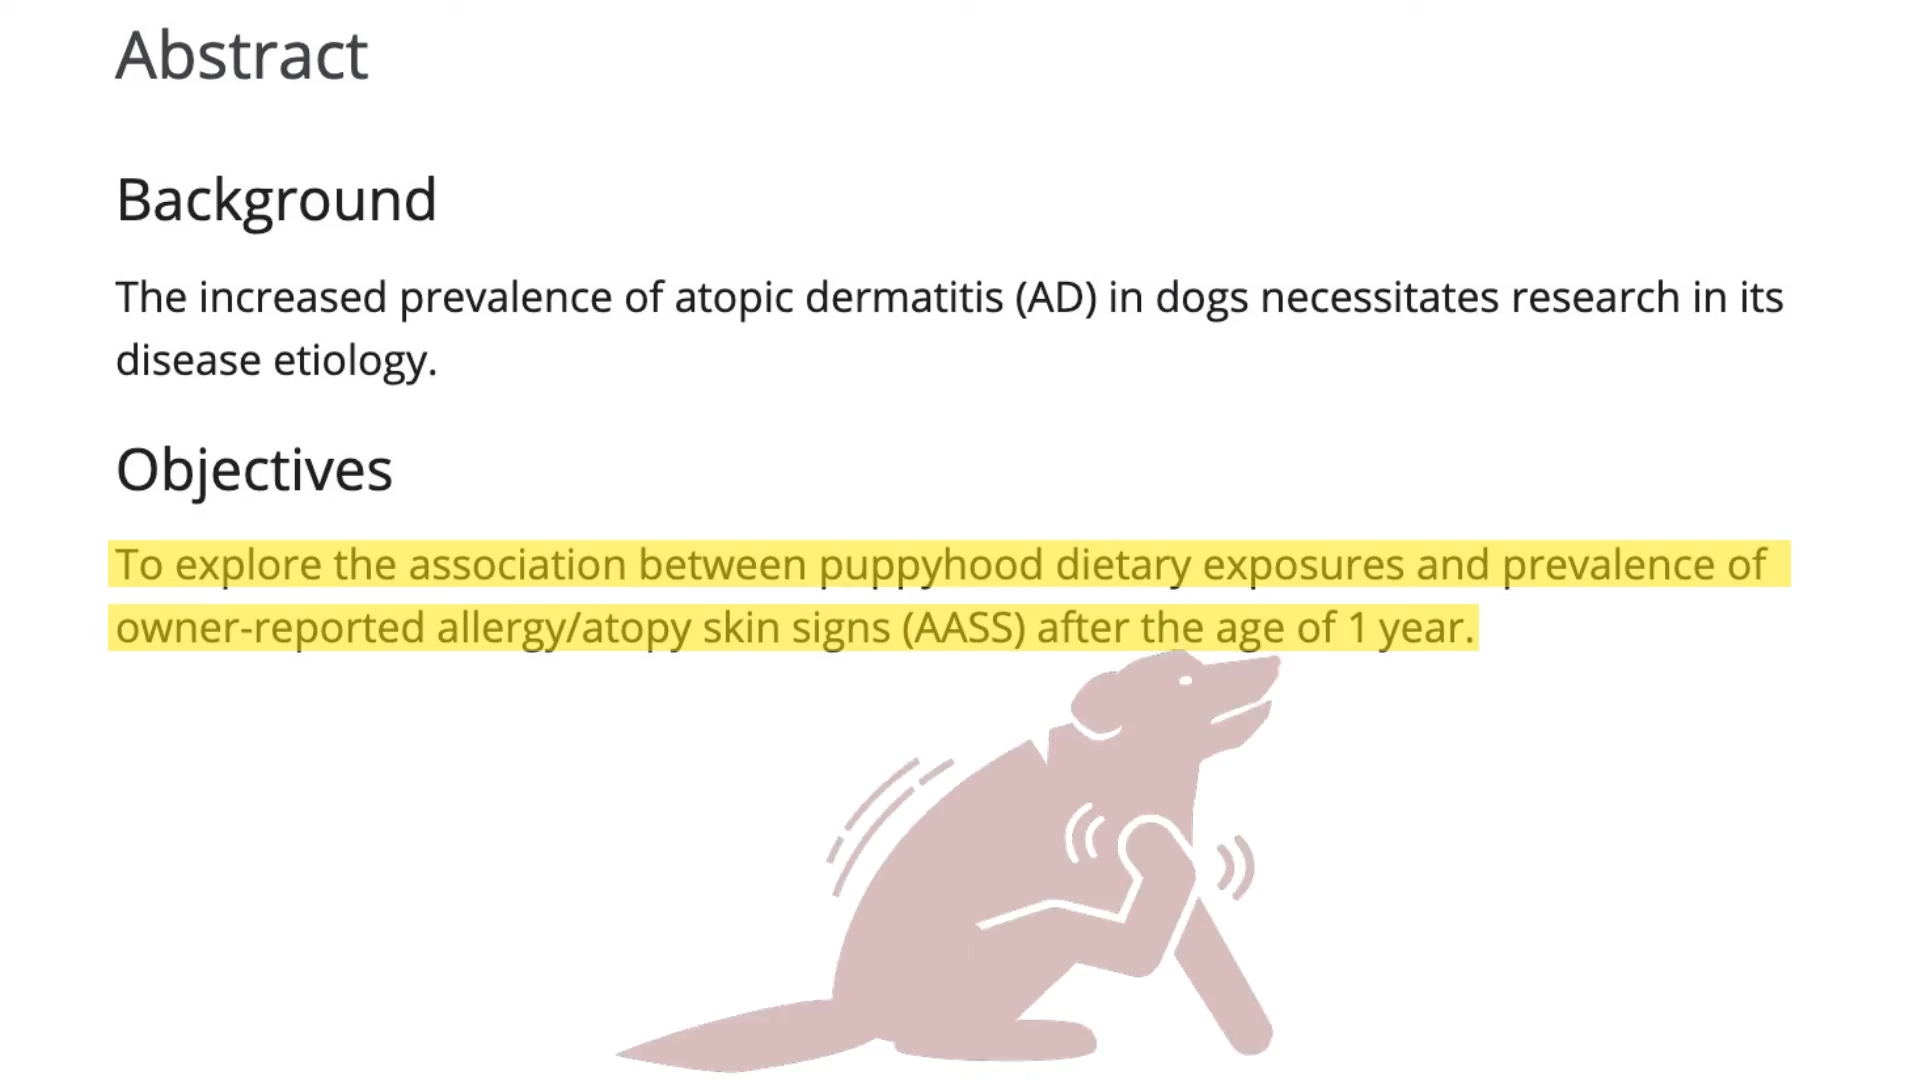 Abstract
Background
The increased prevalence of atopic dermatitis (AD) in dogs necessitates research in its
disease etiology.
Objectives
To explore the association between puppyhood dietary exposures and prevalence of
owner-reported allergy/atopy skin signs (AASS) after the age of 1 year.